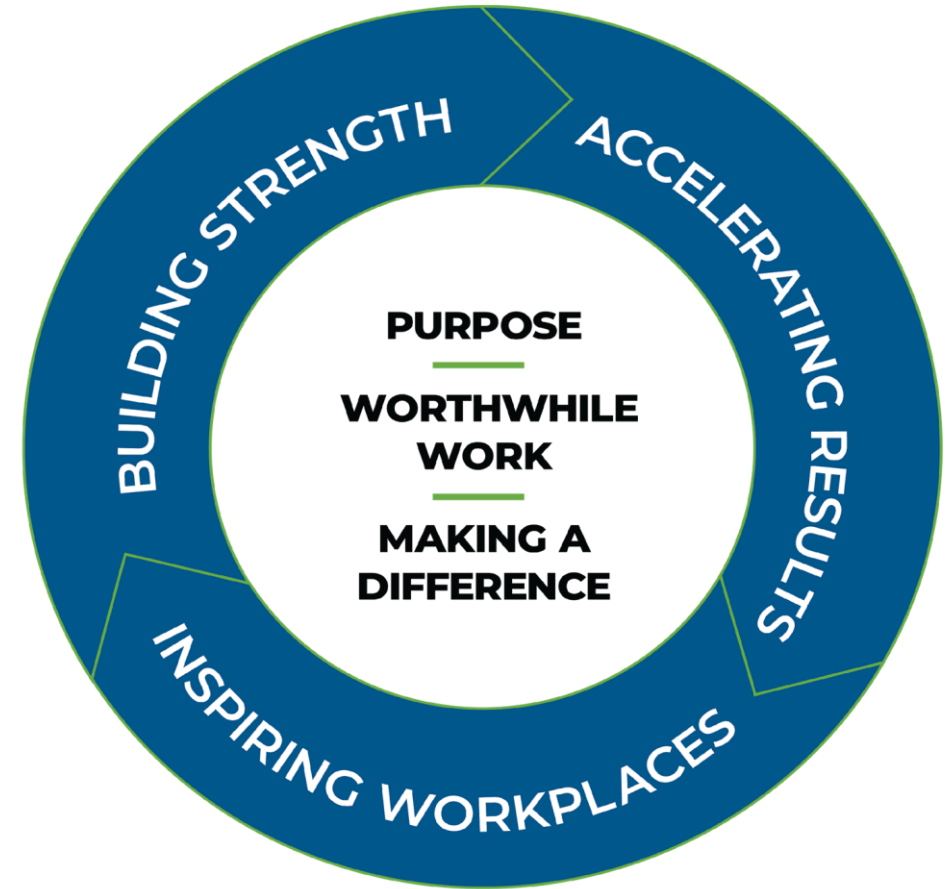 BUILDING STRENGTH
ACCELERATING RESULTS
INSPIRING WORKPLACES
PURPOSE
WORTHWHILE
WORK
MAKING A
DIFFERENCE